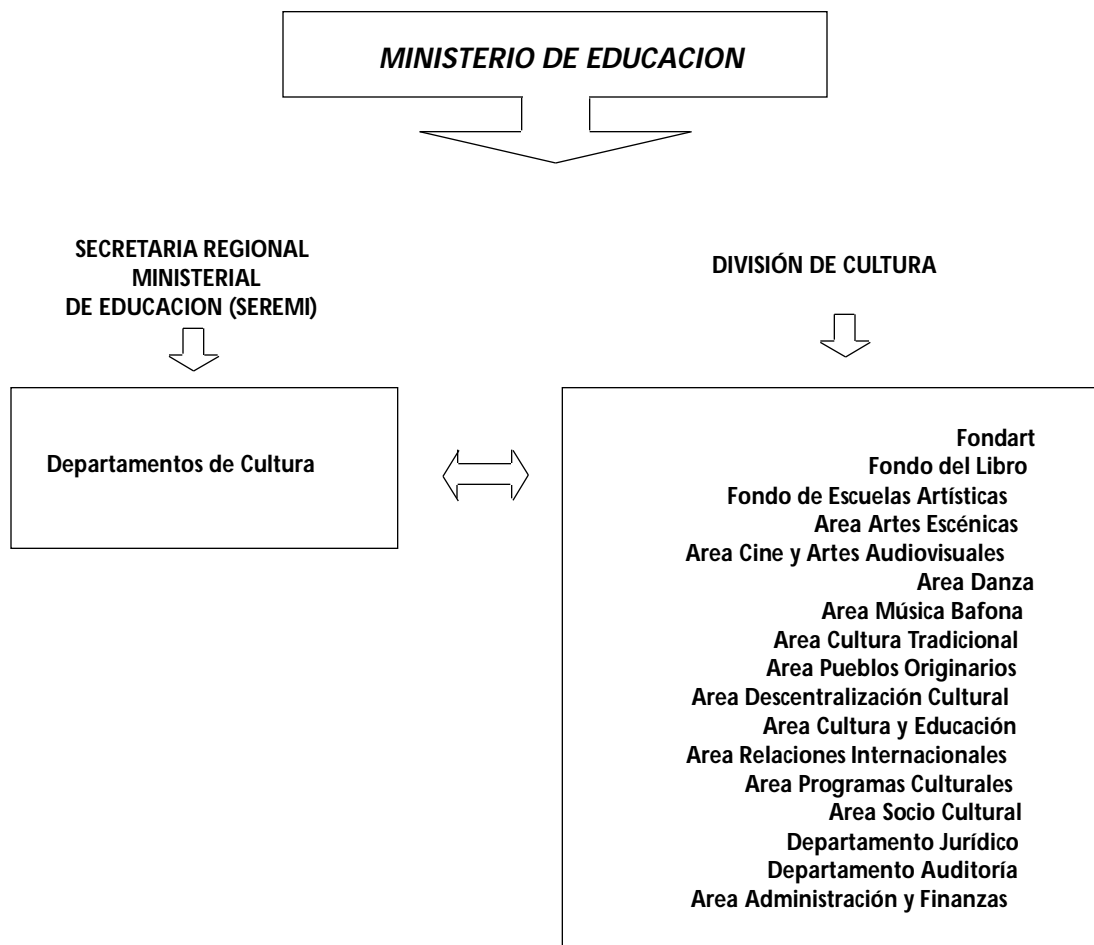 MINISTERIO DE EDUCACION
SECRETARIA REGIONAL
MINISTERIAL
DE EDUCACION (SEREMI)
Departamentos de Cultura
DIVISIÓN DE CULTURA
Fondart
Fondo del Libro
Fondo de Escuelas Artísticas
Area Artes Escénicas
Area Cine y Artes Audiovisuales
Area Danza
Area Música Bafona
Area Cultura Tradicional
Area Pueblos Originarios
Area Descentralización Cultural
Area Cultura y Educación
Area Relaciones Internacionales
Area Programas Culturales
Area Socio Cultural
Departamento Jurídico
Departamento Auditoría
Area Administración y Finanzas